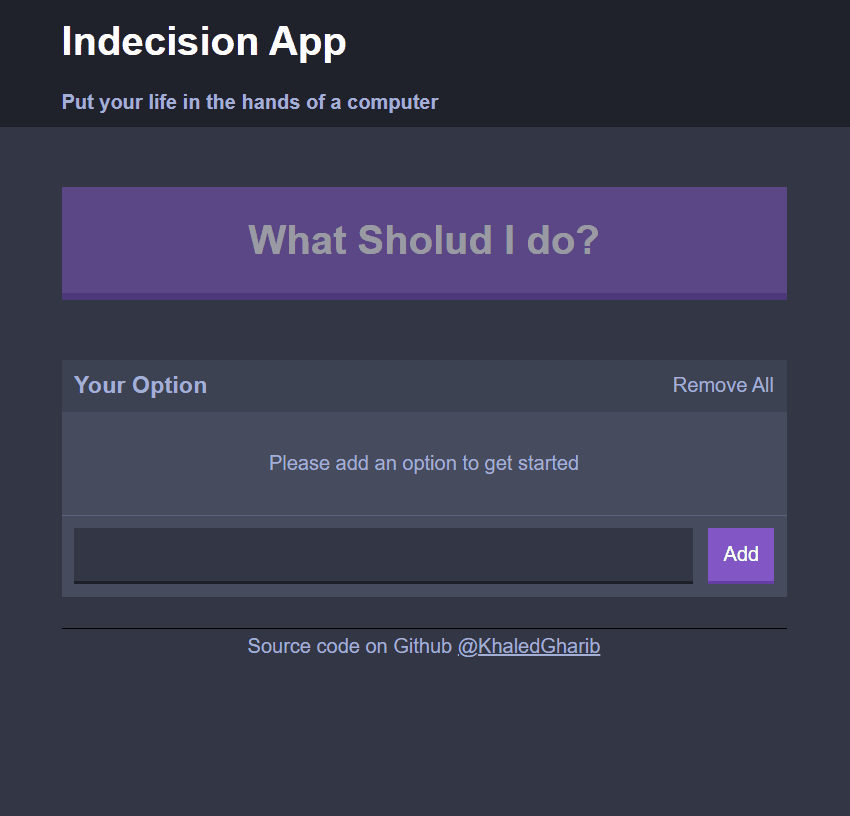 Indecision App
Put your life in the hands of a computer
What Sholud I do?
Your Option
Remove All
Please add an option to get started
Add
Source code on Github @KhaledGharib